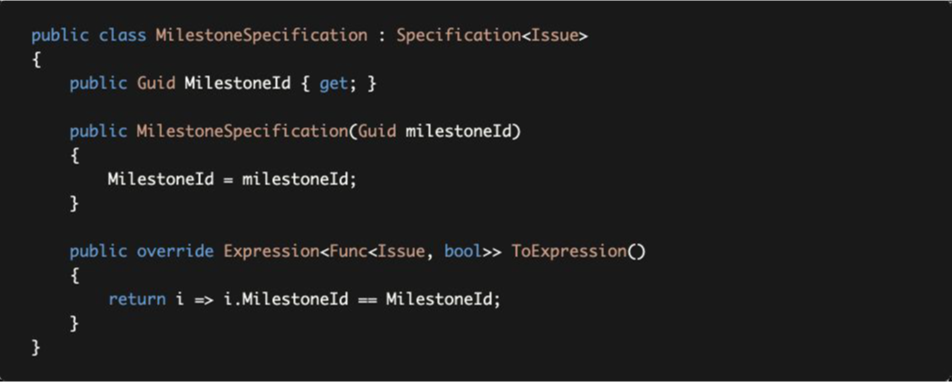 public class MilestoneSpecification : Specification<Issue>
{
    public Guid MilestoneId { get; }

    public MilestoneSpecification(Guid milestoneId)
    {
        MilestoneId = milestoneId;
    }

    public override Expression<Func<Issue, bool>> ToExpression()
    {
        return i => i.MilestoneId == MilestoneId;
    }
}